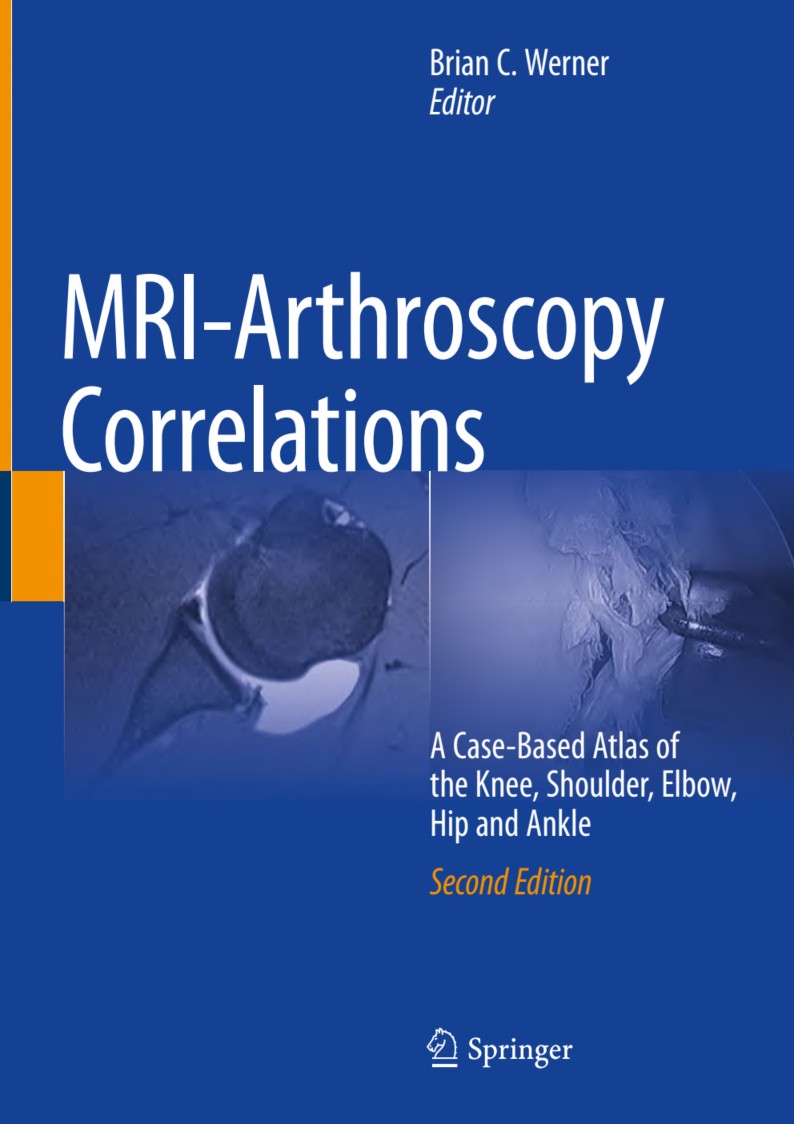 Brian C. Werner
Editor
MRI-Arthroscopy
Correlations
A Case-Based Atlas of
the Knee, Shoulder, Elbow,
Hip and Ankle
Second Edition
Springer